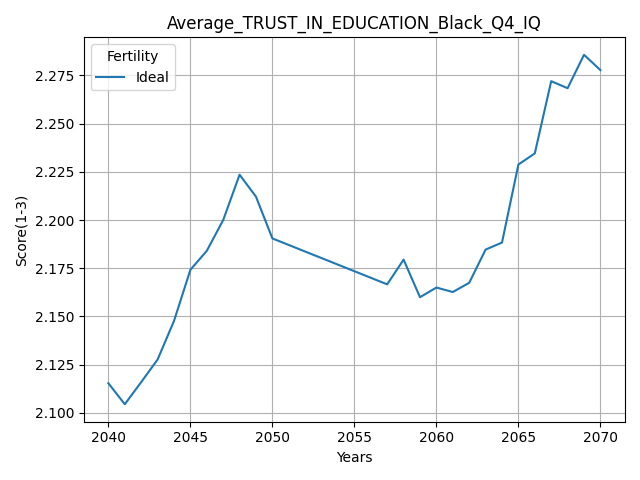 Average_TRUST_IN_EDUCATION_Black_Q4_IQ
Fertility
Ideal
Score(1-3)
2.275
2.250
2.225
2.200
2.175
2.150
2.125
2.100
2040 2045 2050 2055 2060 2065 2070
Years